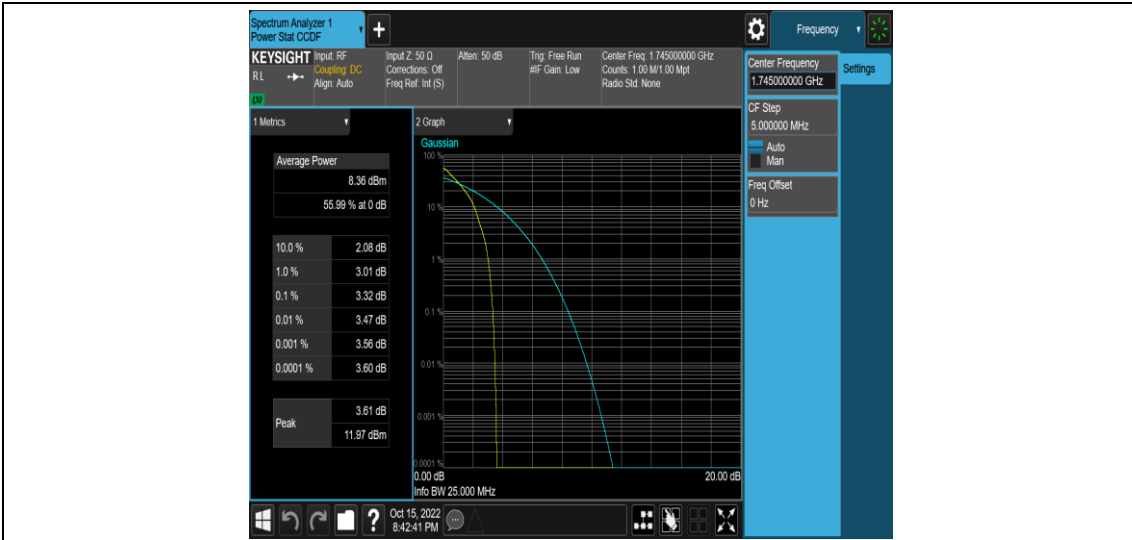 Spectrum Analyzer 1
Power Stat CCDF
+
Frequency
KEYSIGHT
R L
LXI
Input: RF
Coupling: DC
Align: Auto
Input Z: 50 Ω
Corrections: Off
Freq Ref: Int (S)
Atten: 50 dB
Trig: Free Run
#IF Gain: Low
Center Freq: 1.745000000 GHz
Counts: 1.00 M/1.00 Mpt
Radio Std: None
Center Frequency
1.745000000 GHz
Settings
CF Step
5.000000 MHz
Auto
Man
Freq Offset
0 Hz
1 Metrics
Average Power
8.36 dBm
55.99 % at 0 dB
10.0 % 2.08 dB
1.0 % 3.01 dB
0.1 % 3.32 dB
0.01 % 3.47 dB
0.001 % 3.56 dB
0.0001 % 3.60 dB
Peak
3.61 dB
11.97 dBm
2 Graph
Gaussian
100 %
10 %
1 %
0.1 %
0.01 %
0.001 %
0.0001 %
0.00 dB 20.00 dB
Info BW 25.000 MHz
?
Oct 15, 2022
8:42:41 PM